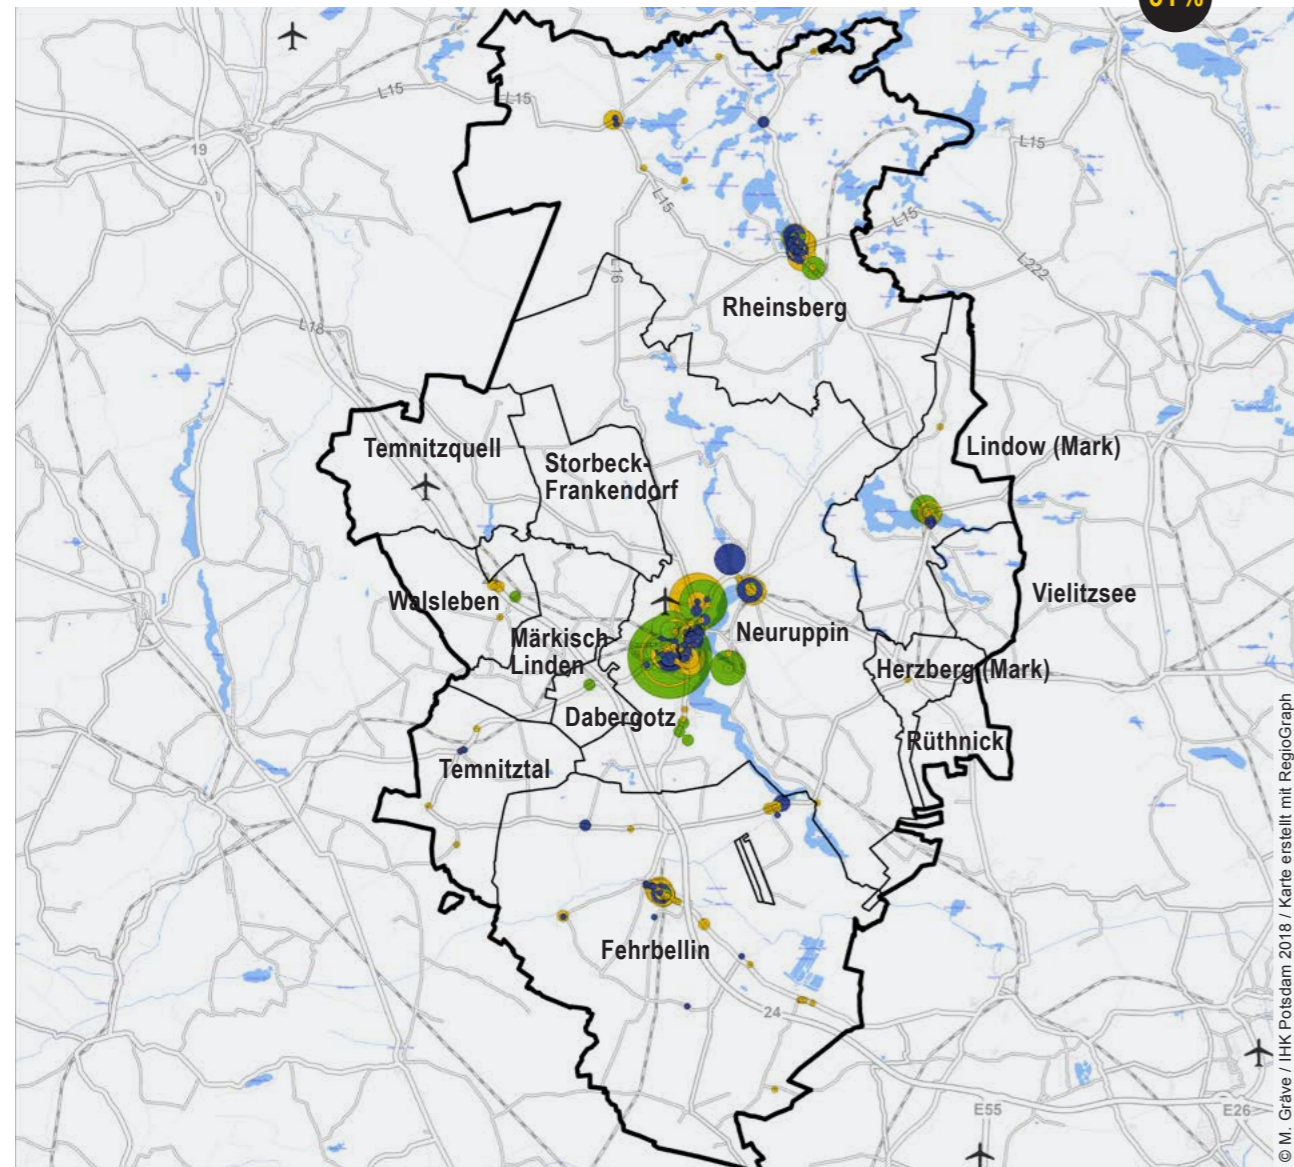 L15
L15
19
L15
L15
L15
L222
L16
L18
Rheinsberg
Lindow (Mark)
Temnitzquell
Storbeck-
Frankendorf
Walsleben
Vielitzsee
Märkisch
Linden
Neuruppin
Herzberg (Mark)
Dabergotz
Rüthnick
Temnitztal
Fehrbellin
24
E55
E26
© M. Gräve / IHK Potsdam 2018 / Karte erstellt mit RegioGraph